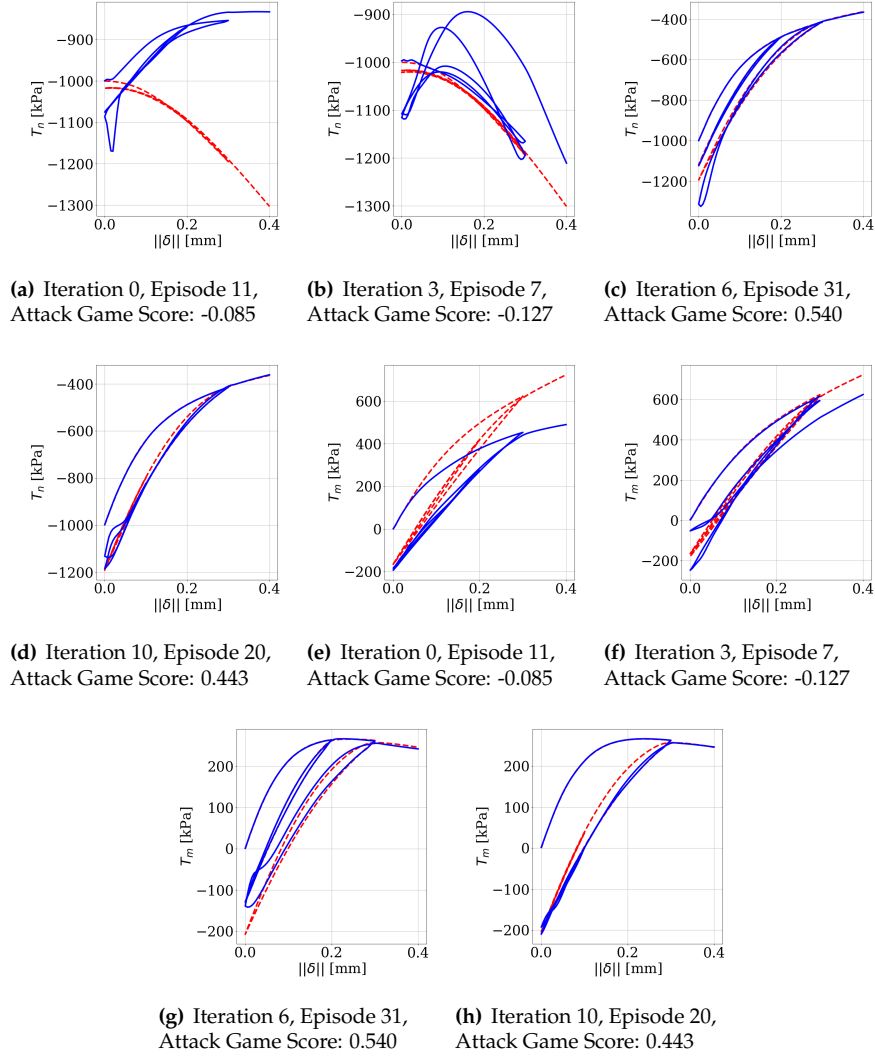 −900
−1000
−1100
−1200
−1300
T_n [kPa]
0.0 0.2 0.4
||δ|| [mm]
−900
−1000
−1100
−1200
−1300
T_n [kPa]
0.0 0.2 0.4
||δ|| [mm]
−400
−600
−800
−1000
−1200
T_n [kPa]
0.0 0.2 0.4
||δ|| [mm]
(a) Iteration 0, Episode 11,
Attack Game Score: -0.085
(b) Iteration 3, Episode 7,
Attack Game Score: -0.127
(c) Iteration 6, Episode 31,
Attack Game Score: 0.540
−400
−600
−800
−1000
−1200
T_n [kPa]
0.0 0.2 0.4
||δ|| [mm]
600
400
200
0
−200
T_m [kPa]
0.0 0.2 0.4
||δ|| [mm]
600
400
200
0
−200
T_m [kPa]
0.0 0.2 0.4
||δ|| [mm]
(d) Iteration 10, Episode 20,
Attack Game Score: 0.443
(e) Iteration 0, Episode 11,
Attack Game Score: -0.085
(f) Iteration 3, Episode 7,
Attack Game Score: -0.127
200
100
0
−100
−200
T_m [kPa]
0.0 0.2 0.4
||δ|| [mm]
200
100
0
−100
−200
T_m [kPa]
0.0 0.2 0.4
||δ|| [mm]
(g) Iteration 6, Episode 31,
Attack Game Score: 0.540
(h) Iteration 10, Episode 20,
Attack Game Score: 0.443